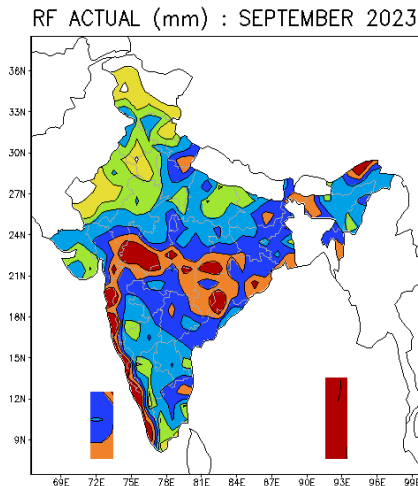 RF ACTUAL (mm) : SEPTEMBER 2023
36N
33N
30N
27N
24N
21N
18N
15N
12N
9N
69E 72E 75E 78E 81E 84E 87E 90E 93E 96E 99E